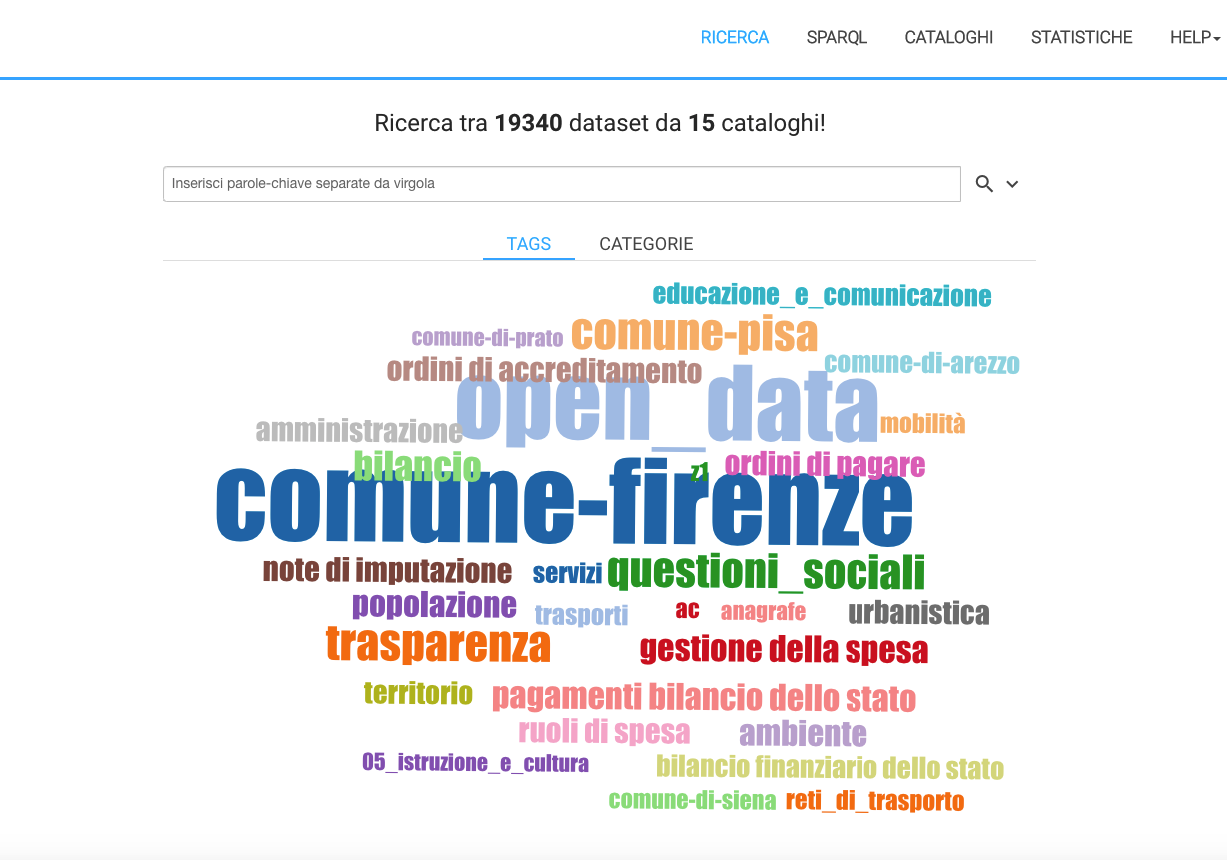 RICERCA SPARQL CATALOGHI STATISTICHE HELP
Ricerca tra 19340 dataset da 15 cataloghi!
Inserisci parole-chiave separate da virgola
TAGS CATEGORIE
educazione_e_comunicazione
comune-di-prato comune-pisa
ordini di accreditamento comune-di-arezzo
open_data
amministrazione mobilità
bilancio z1 ordini di pagare
comune-firenze
note di imputazione servizi questioni_sociali
popolazione trasporti ac anagrafe urbanistica
trasparenza gestione della spesa
territorio pagamenti bilancio dello stato
ruoli di spesa ambiente
05_istruzione_e_cultura bilancio finanziario dello stato
comune-di-siena reti_di_trasporto